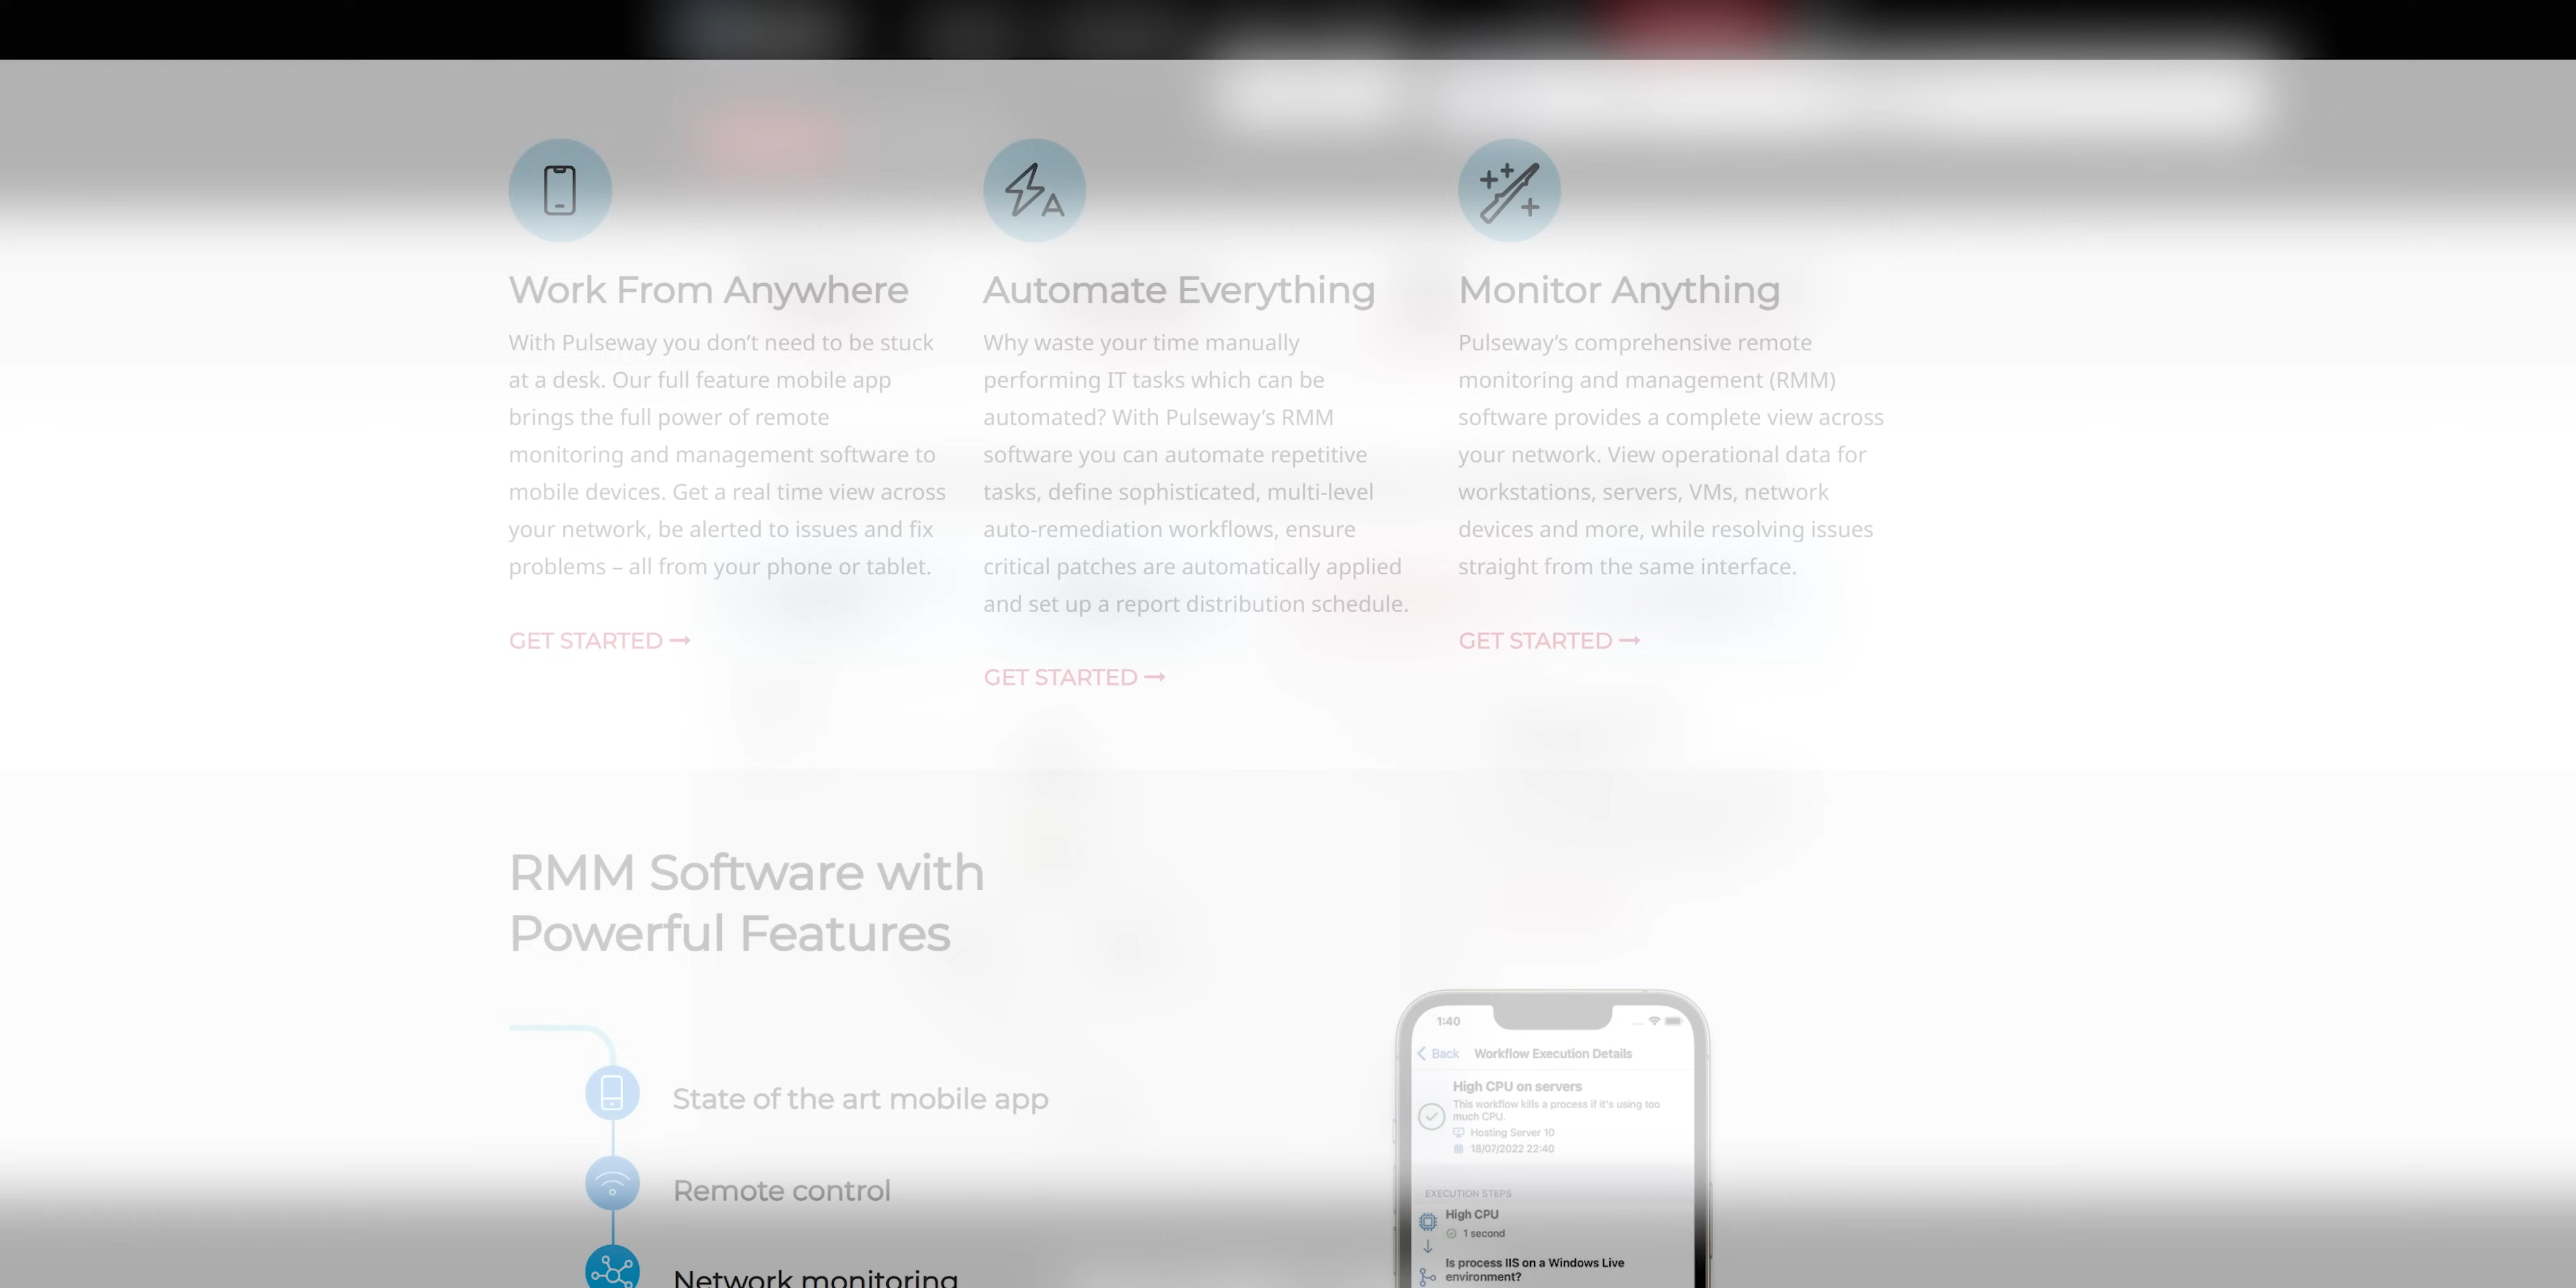 Work From Anywhere
With Pulseway you don’t need to be stuck
at a desk. Our full feature mobile app
brings the full power of remote
monitoring and management software to
mobile devices. Get a real time view across
your network, be alerted to issues and fix
problems – all from your phone or tablet.
GET STARTED →
Automate Everything
Why waste your time manually
performing IT tasks which can be
automated? With Pulseway’s RMM
software you can automate repetitive
tasks, define sophisticated, multi-level
auto-remediation workflows, ensure
critical patches are automatically applied
and set up a report distribution schedule.
GET STARTED →
Monitor Anything
Pulseway’s comprehensive remote
monitoring and management (RMM)
software provides a complete view across
your network. View operational data for
workstations, servers, VMs, network
devices and more, while resolving issues
straight from the same interface.
GET STARTED →
RMM Software with
Powerful Features
State of the art mobile app
Remote control
Network monitoring
1:40
Back Workflow Execution Details
High CPU on servers
This workflow kills a process if it's using too
much CPU.
Hosting Server 10
18/07/2022 22:40
EXECUTION STEPS
High CPU
1 second
Is process IIS on a Windows Live
environment?